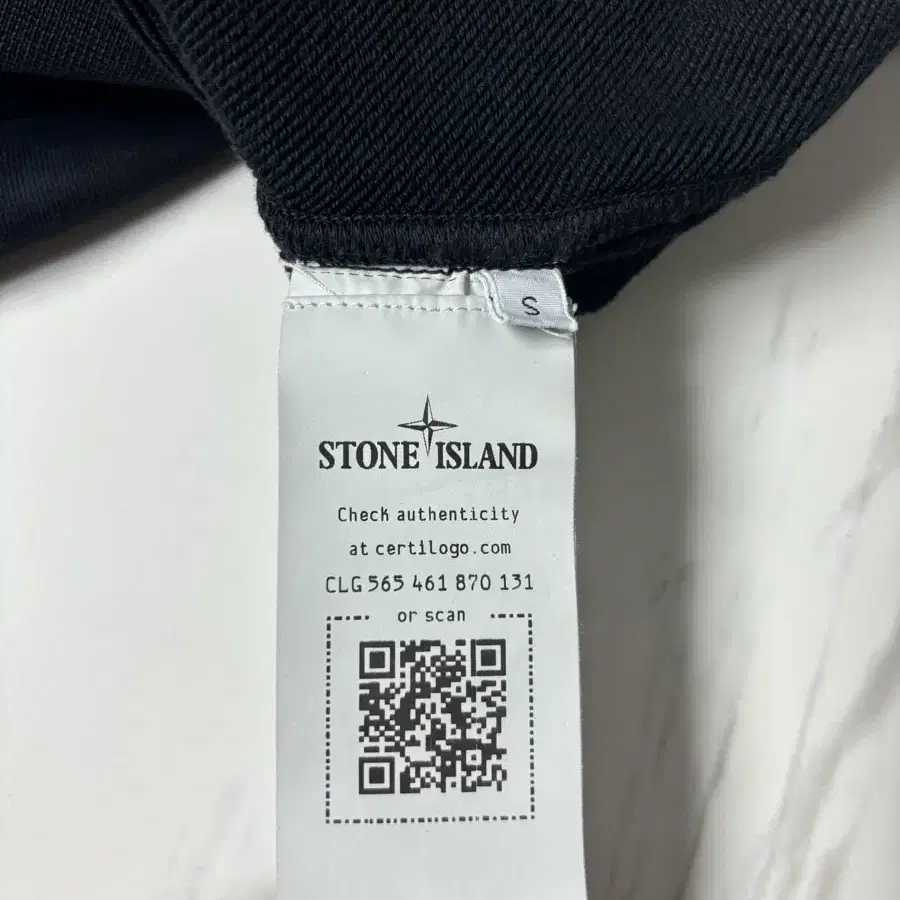 S
STONE ISLAND
Check authenticity
at certilogo.com
CLG 565 461 870 131
or scan